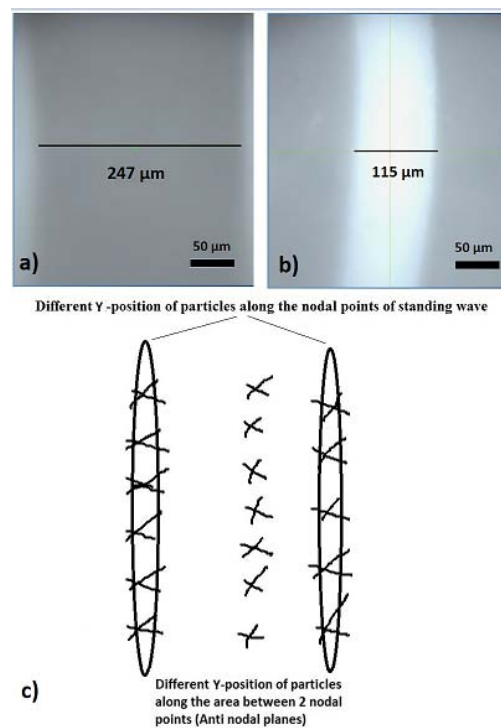 247 µm
50 µm
a)
115 µm
50 µm
b)
Different Y -position of particles along the nodal points of standing wave
c)
Different Y-position of particles
along the area between 2 nodal
points (Anti nodal planes)